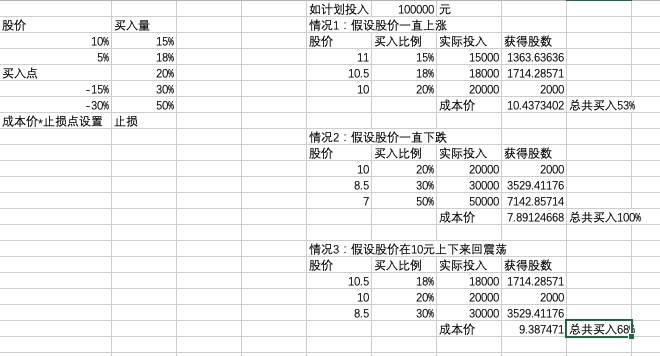 如计划投入 100000 元
股价 买入量 情况1：假设股价一直上涨
10% 15% 股价 买入比例 实际投入 获得股数
5% 18% 11 15% 15000 1363.63636
买入点 20% 10.5 18% 18000 1714.28571
-15% 30% 10 20% 20000 2000
-30% 50% 成本价 10.4373402 总共买入53%
成本价*止损点设置 止损
情况2：假设股价一直下跌
股价 买入比例 实际投入 获得股数
10 20% 20000 2000
8.5 30% 30000 3529.41176
7 50% 50000 7142.85714
成本价 7.89124668 总共买入100%
情况3：假设股价在10元上下来回震荡
股价 买入比例 实际投入 获得股数
10.5 18% 18000 1714.28571
10 20% 20000 2000
8.5 30% 30000 3529.41176
成本价 9.387471 总共买入68%